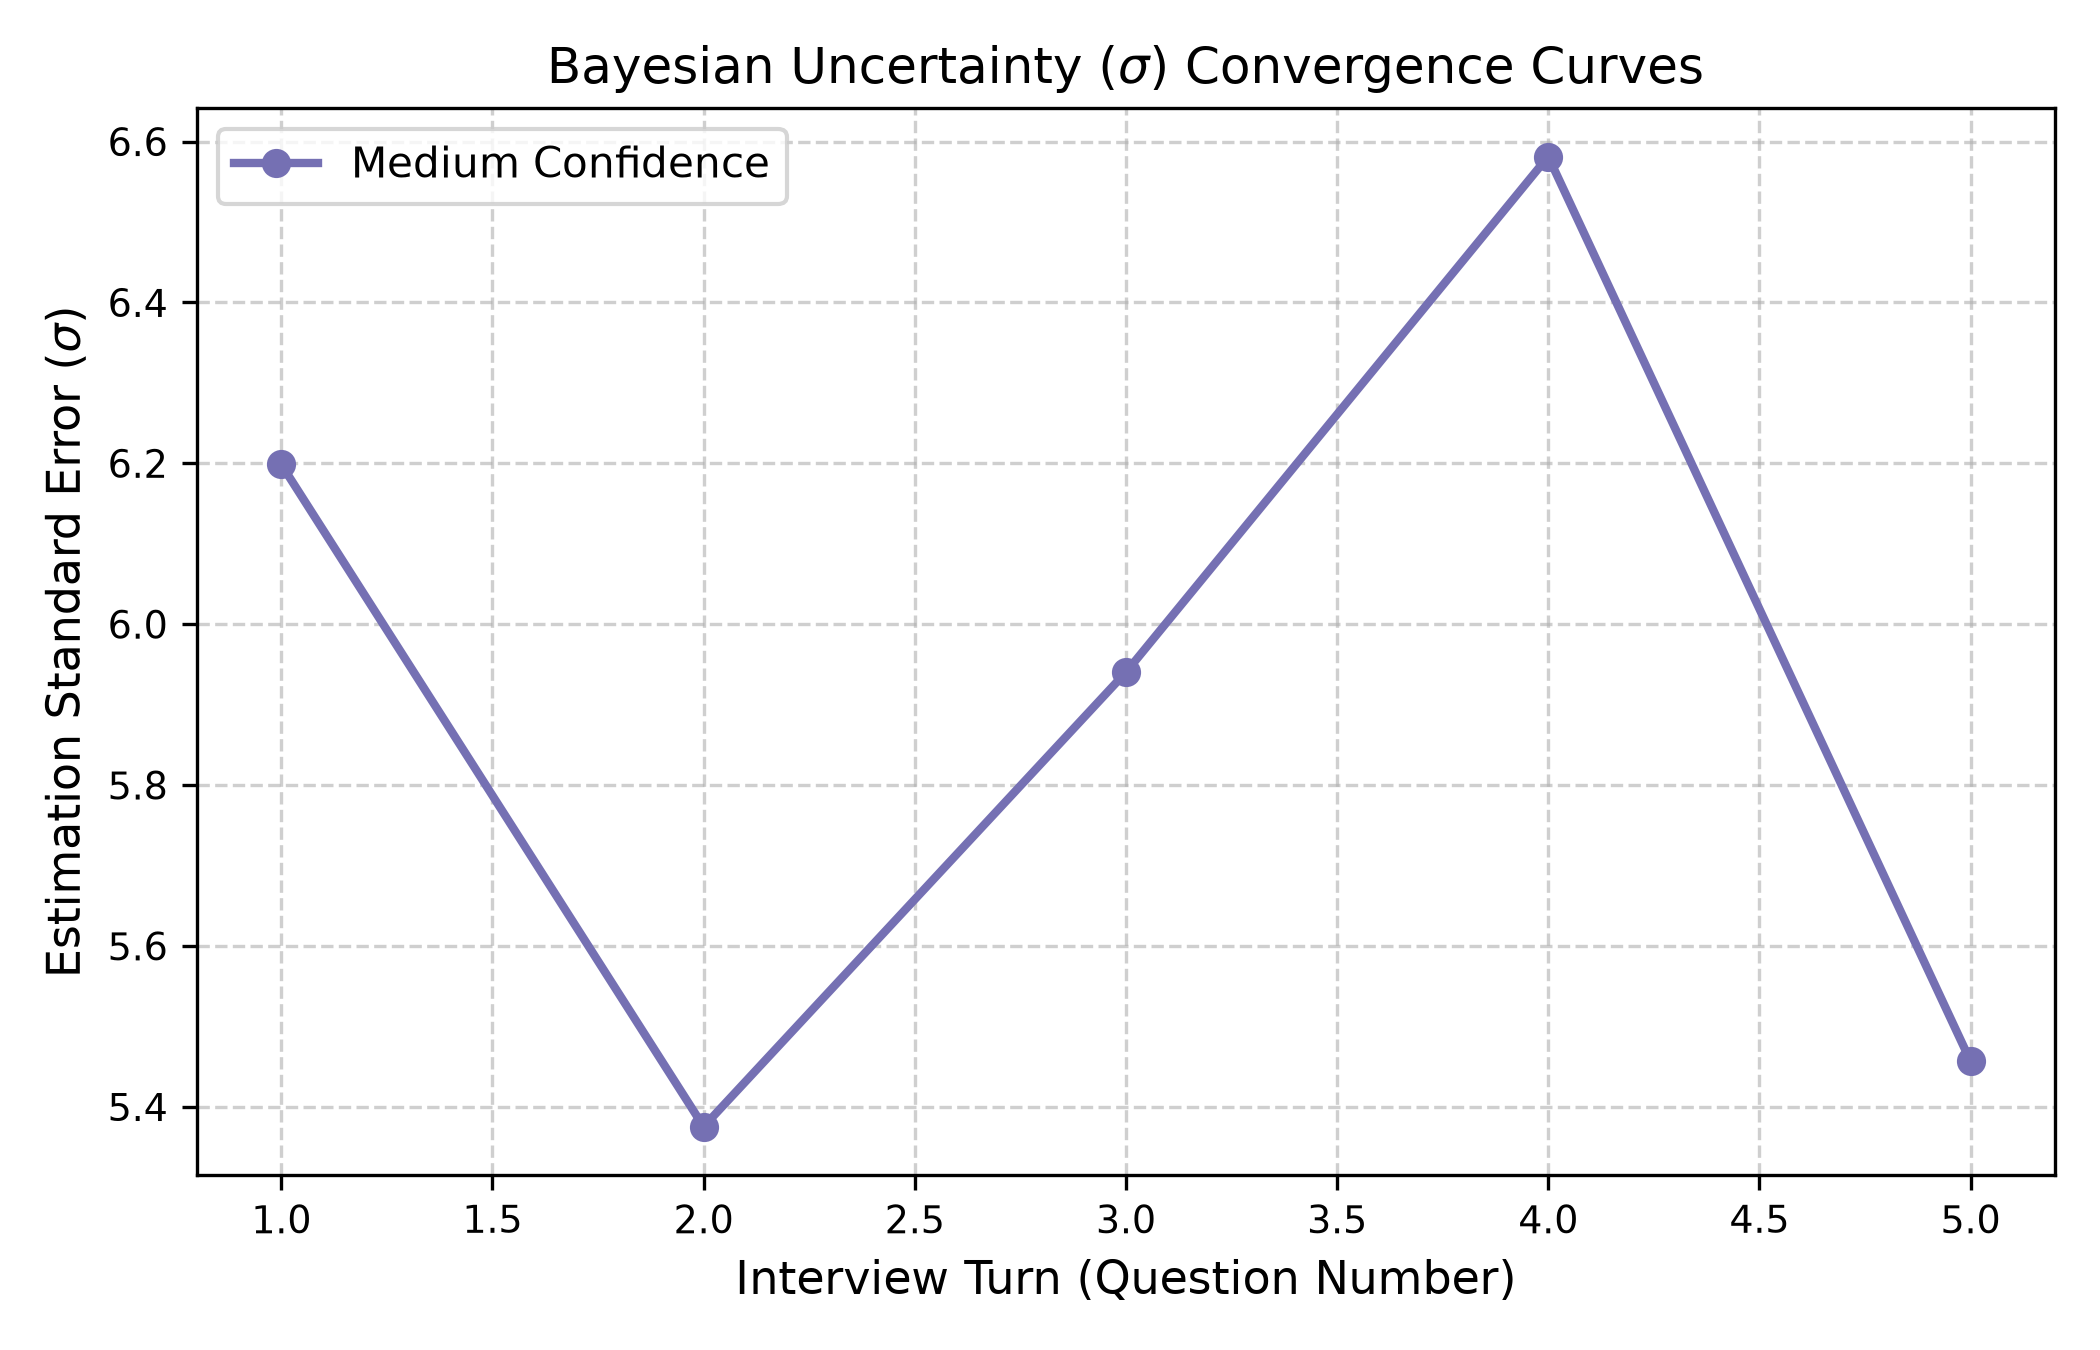 Bayesian Uncertainty (σ) Convergence Curves
Medium Confidence
Estimation Standard Error (σ)
6.6
6.4
6.2
6.0
5.8
5.6
5.4
1.0 1.5 2.0 2.5 3.0 3.5 4.0 4.5 5.0
Interview Turn (Question Number)